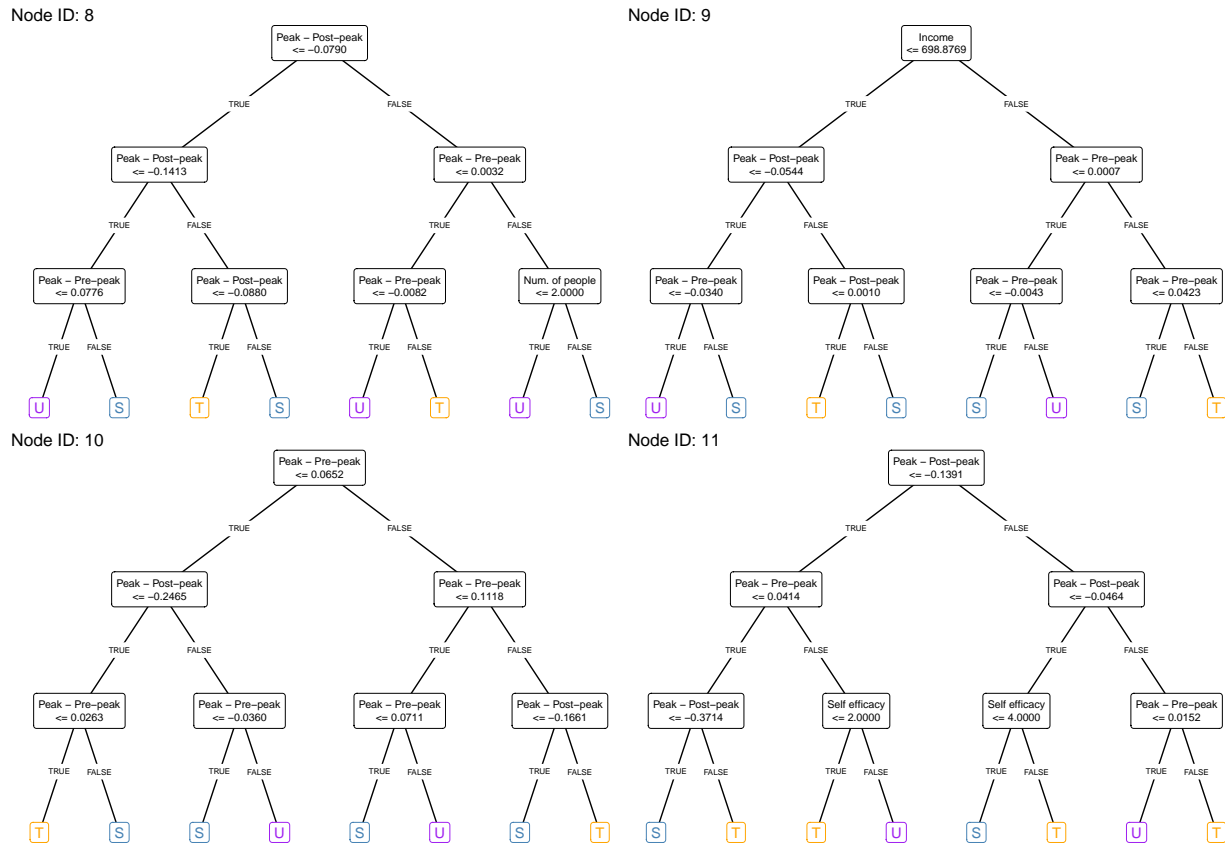 Node ID: 8
Peak − Post−peak
<= −0.0790
TRUE
FALSE
Peak − Post−peak
<= −0.1413
Peak − Pre−peak
<= 0.0032
TRUE
FALSE
TRUE
FALSE
Peak − Pre−peak
<= 0.0776
Peak − Post−peak
<= −0.0880
Peak − Pre−peak
<= −0.0082
Num. of people
<= 2.0000
TRUE
FALSE
TRUE
FALSE
TRUE
FALSE
TRUE
FALSE
U
S
T
S
U
T
U
S
Node ID: 9
Income
<= 698.8769
TRUE
FALSE
Peak − Post−peak
<= −0.0544
Peak − Pre−peak
<= 0.0007
TRUE
FALSE
TRUE
FALSE
Peak − Pre−peak
<= −0.0340
Peak − Post−peak
<= 0.0010
Peak − Pre−peak
<= −0.0043
Peak − Pre−peak
<= 0.0423
TRUE
FALSE
TRUE
FALSE
TRUE
FALSE
TRUE
FALSE
U
S
T
S
S
U
S
T
Node ID: 10
Peak − Pre−peak
<= 0.0652
TRUE
FALSE
Peak − Post−peak
<= −0.2465
Peak − Pre−peak
<= 0.1118
TRUE
FALSE
TRUE
FALSE
Peak − Pre−peak
<= 0.0263
Peak − Pre−peak
<= −0.0360
Peak − Pre−peak
<= 0.0711
Peak − Post−peak
<= −0.1661
TRUE
FALSE
TRUE
FALSE
TRUE
FALSE
TRUE
FALSE
T
S
S
U
S
U
S
T
Node ID: 11
Peak − Post−peak
<= −0.1391
TRUE
FALSE
Peak − Pre−peak
<= 0.0414
Peak − Post−peak
<= −0.0464
TRUE
FALSE
TRUE
FALSE
Peak − Post−peak
<= −0.3714
Self efficacy
<= 2.0000
Self efficacy
<= 4.0000
Peak − Pre−peak
<= 0.0152
TRUE
FALSE
TRUE
FALSE
TRUE
FALSE
TRUE
FALSE
S
T
T
U
S
T
U
T